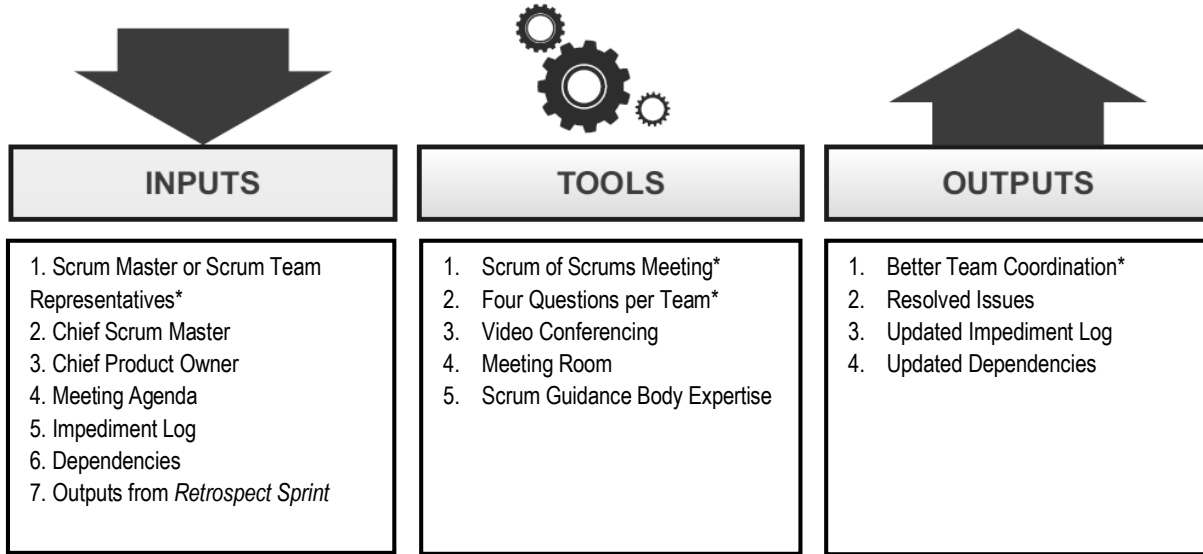 INPUTS
1. Scrum Master or Scrum Team
Representatives*
2. Chief Scrum Master
3. Chief Product Owner
4. Meeting Agenda
5. Impediment Log
6. Dependencies
7. Outputs from Retrospect Sprint
TOOLS
1. Scrum of Scrums Meeting*
2. Four Questions per Team*
3. Video Conferencing
4. Meeting Room
5. Scrum Guidance Body Expertise
OUTPUTS
1. Better Team Coordination*
2. Resolved Issues
3. Updated Impediment Log
4. Updated Dependencies